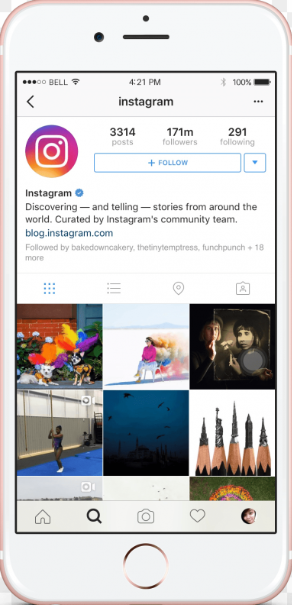 BELL 4:21 PM 100%
instagram
3314 171m 291
posts followers following
+ FOLLOW
Instagram
Discovering — and telling — stories from around the
world. Curated by Instagram's community team.
blog.instagram.com
Followed by bakedowncakery, thetinytemptress, funchpunch + 18
more